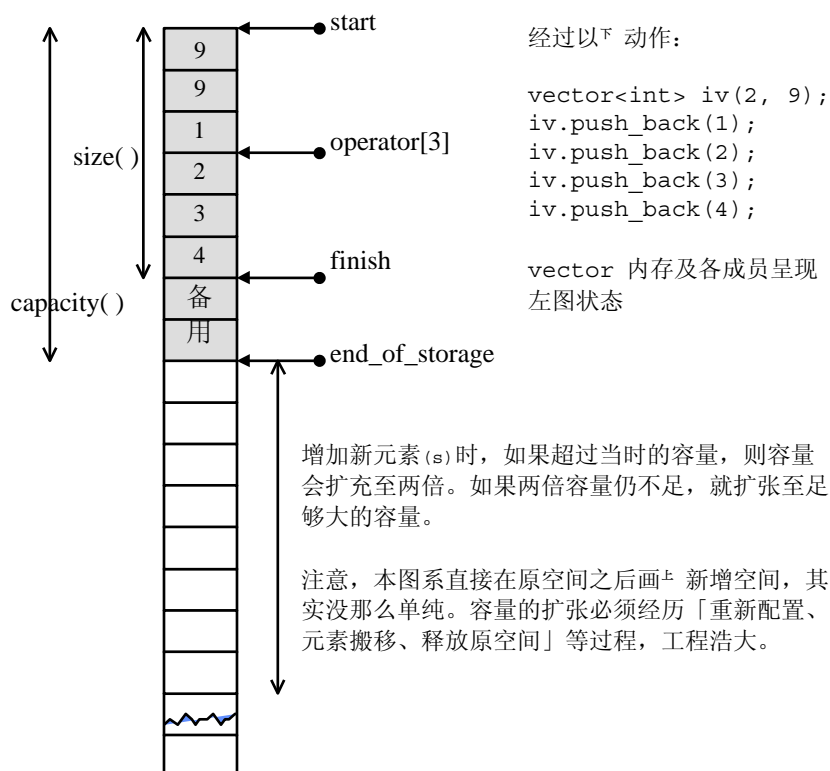 start
9
9
1
operator[3]
size( )
2
3
4
finish
capacity( )
备
用
end_of_storage
经过以下 动作：
vector<int> iv(2, 9);
iv.push_back(1);
iv.push_back(2);
iv.push_back(3);
iv.push_back(4);
vector 内存及各成员呈现
左图状态
增加新元素(s)时，如果超过当时的容量，则容量
会扩充至两倍。如果两倍容量仍不足，就扩张至足
够大的容量。
注意，本图系直接在原空间之后画上 新增空间，其
实没那么单纯。容量的扩张必须经历「重新配置、
元素搬移、释放原空间」等过程，工程浩大。